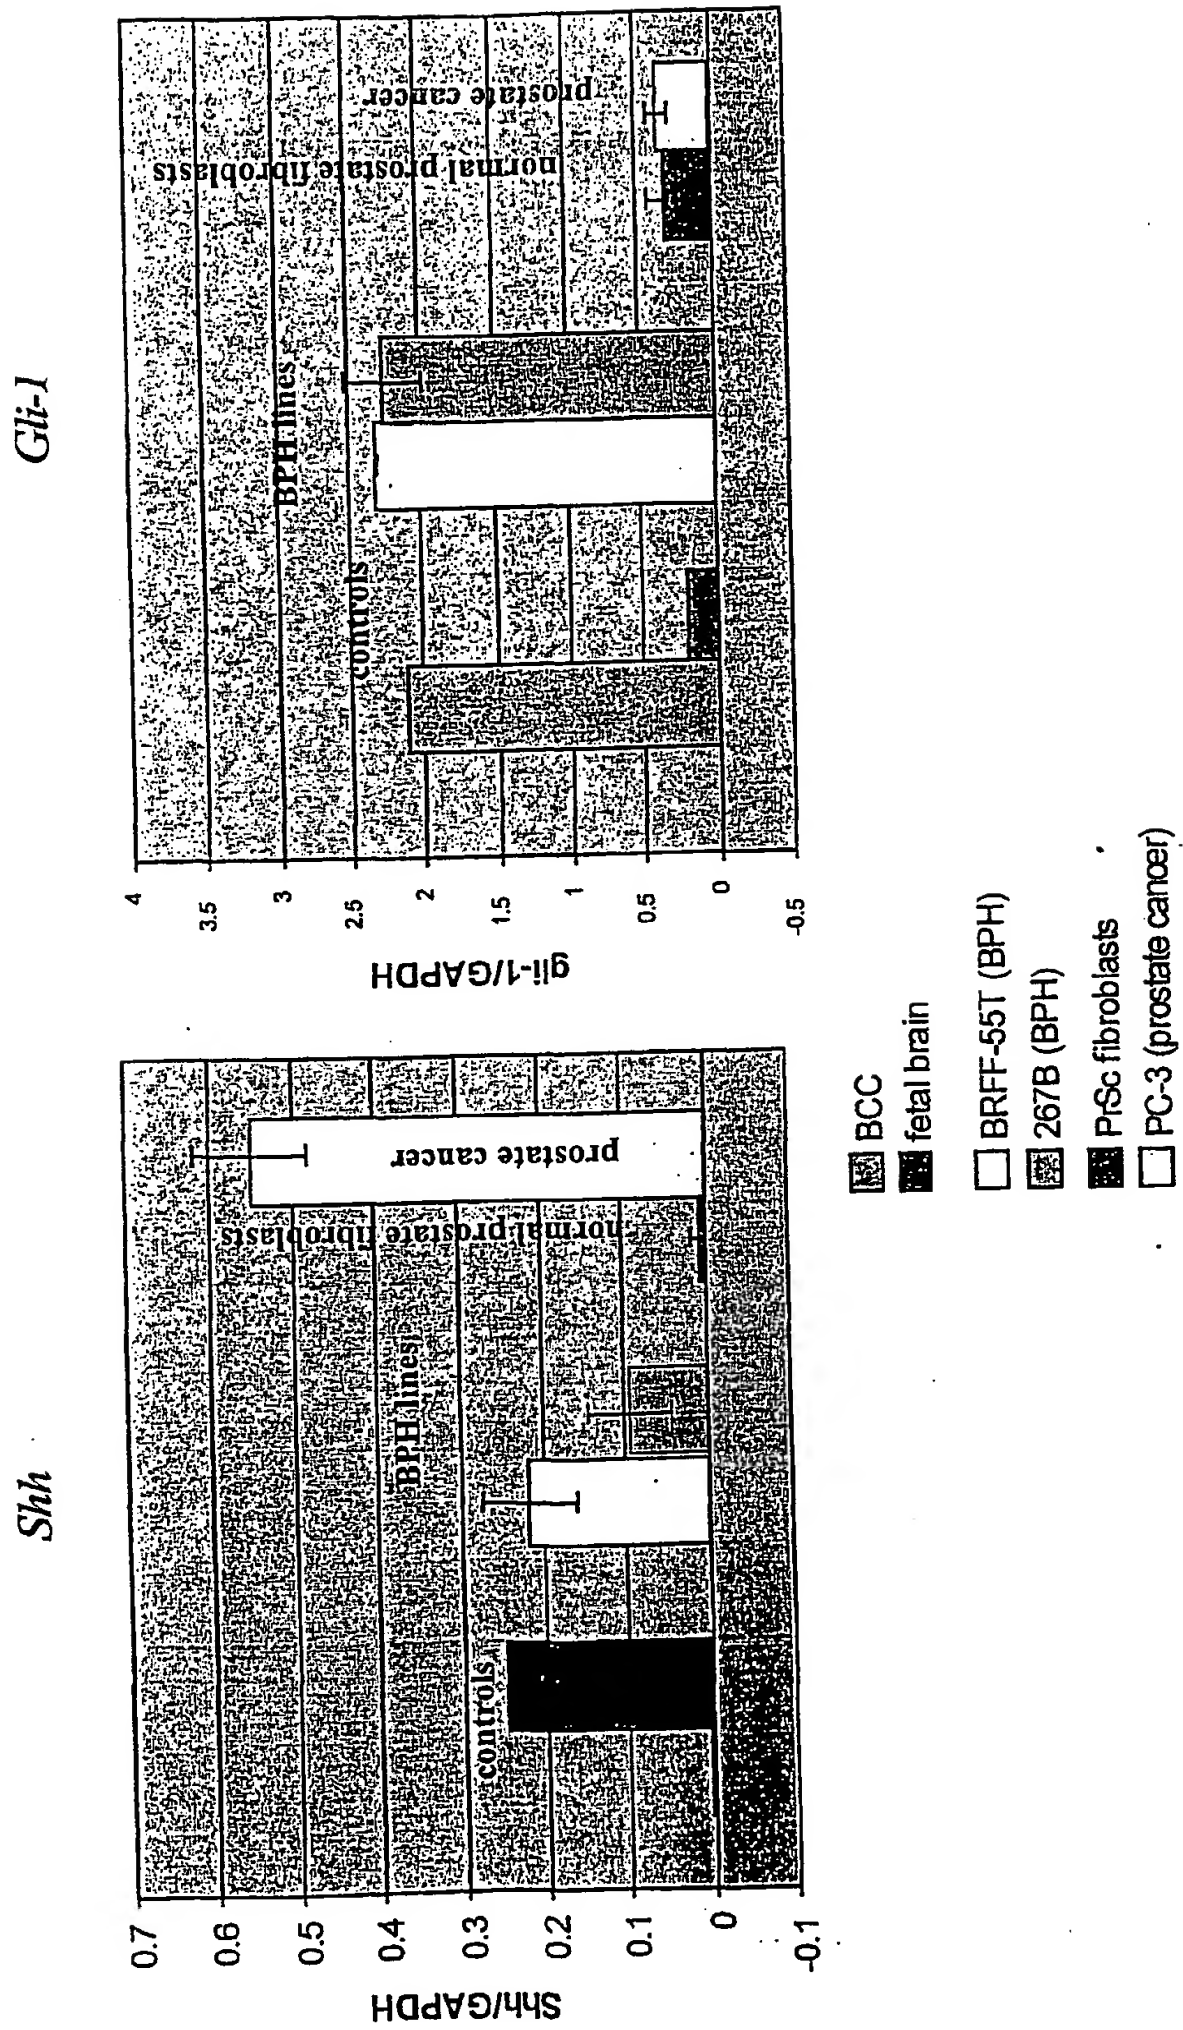 Shh
Shh/GAPDH
0.7
0.6
0.5
0.4
0.3
0.2
0.1
0
-0.1
controls
BPH lines
normal prostate fibroblasts
prostate cancer
Gli-1
gli-1/GAPDH
4
3.5
3
2.5
2
1.5
1
0.5
0
-0.5
controls
BPH lines
normal prostate fibroblasts
prostate cancer
BCC
fetal brain
BRFF-55T (BPH)
267B (BPH)
PrSc fibroblasts
PC-3 (prostate cancer)